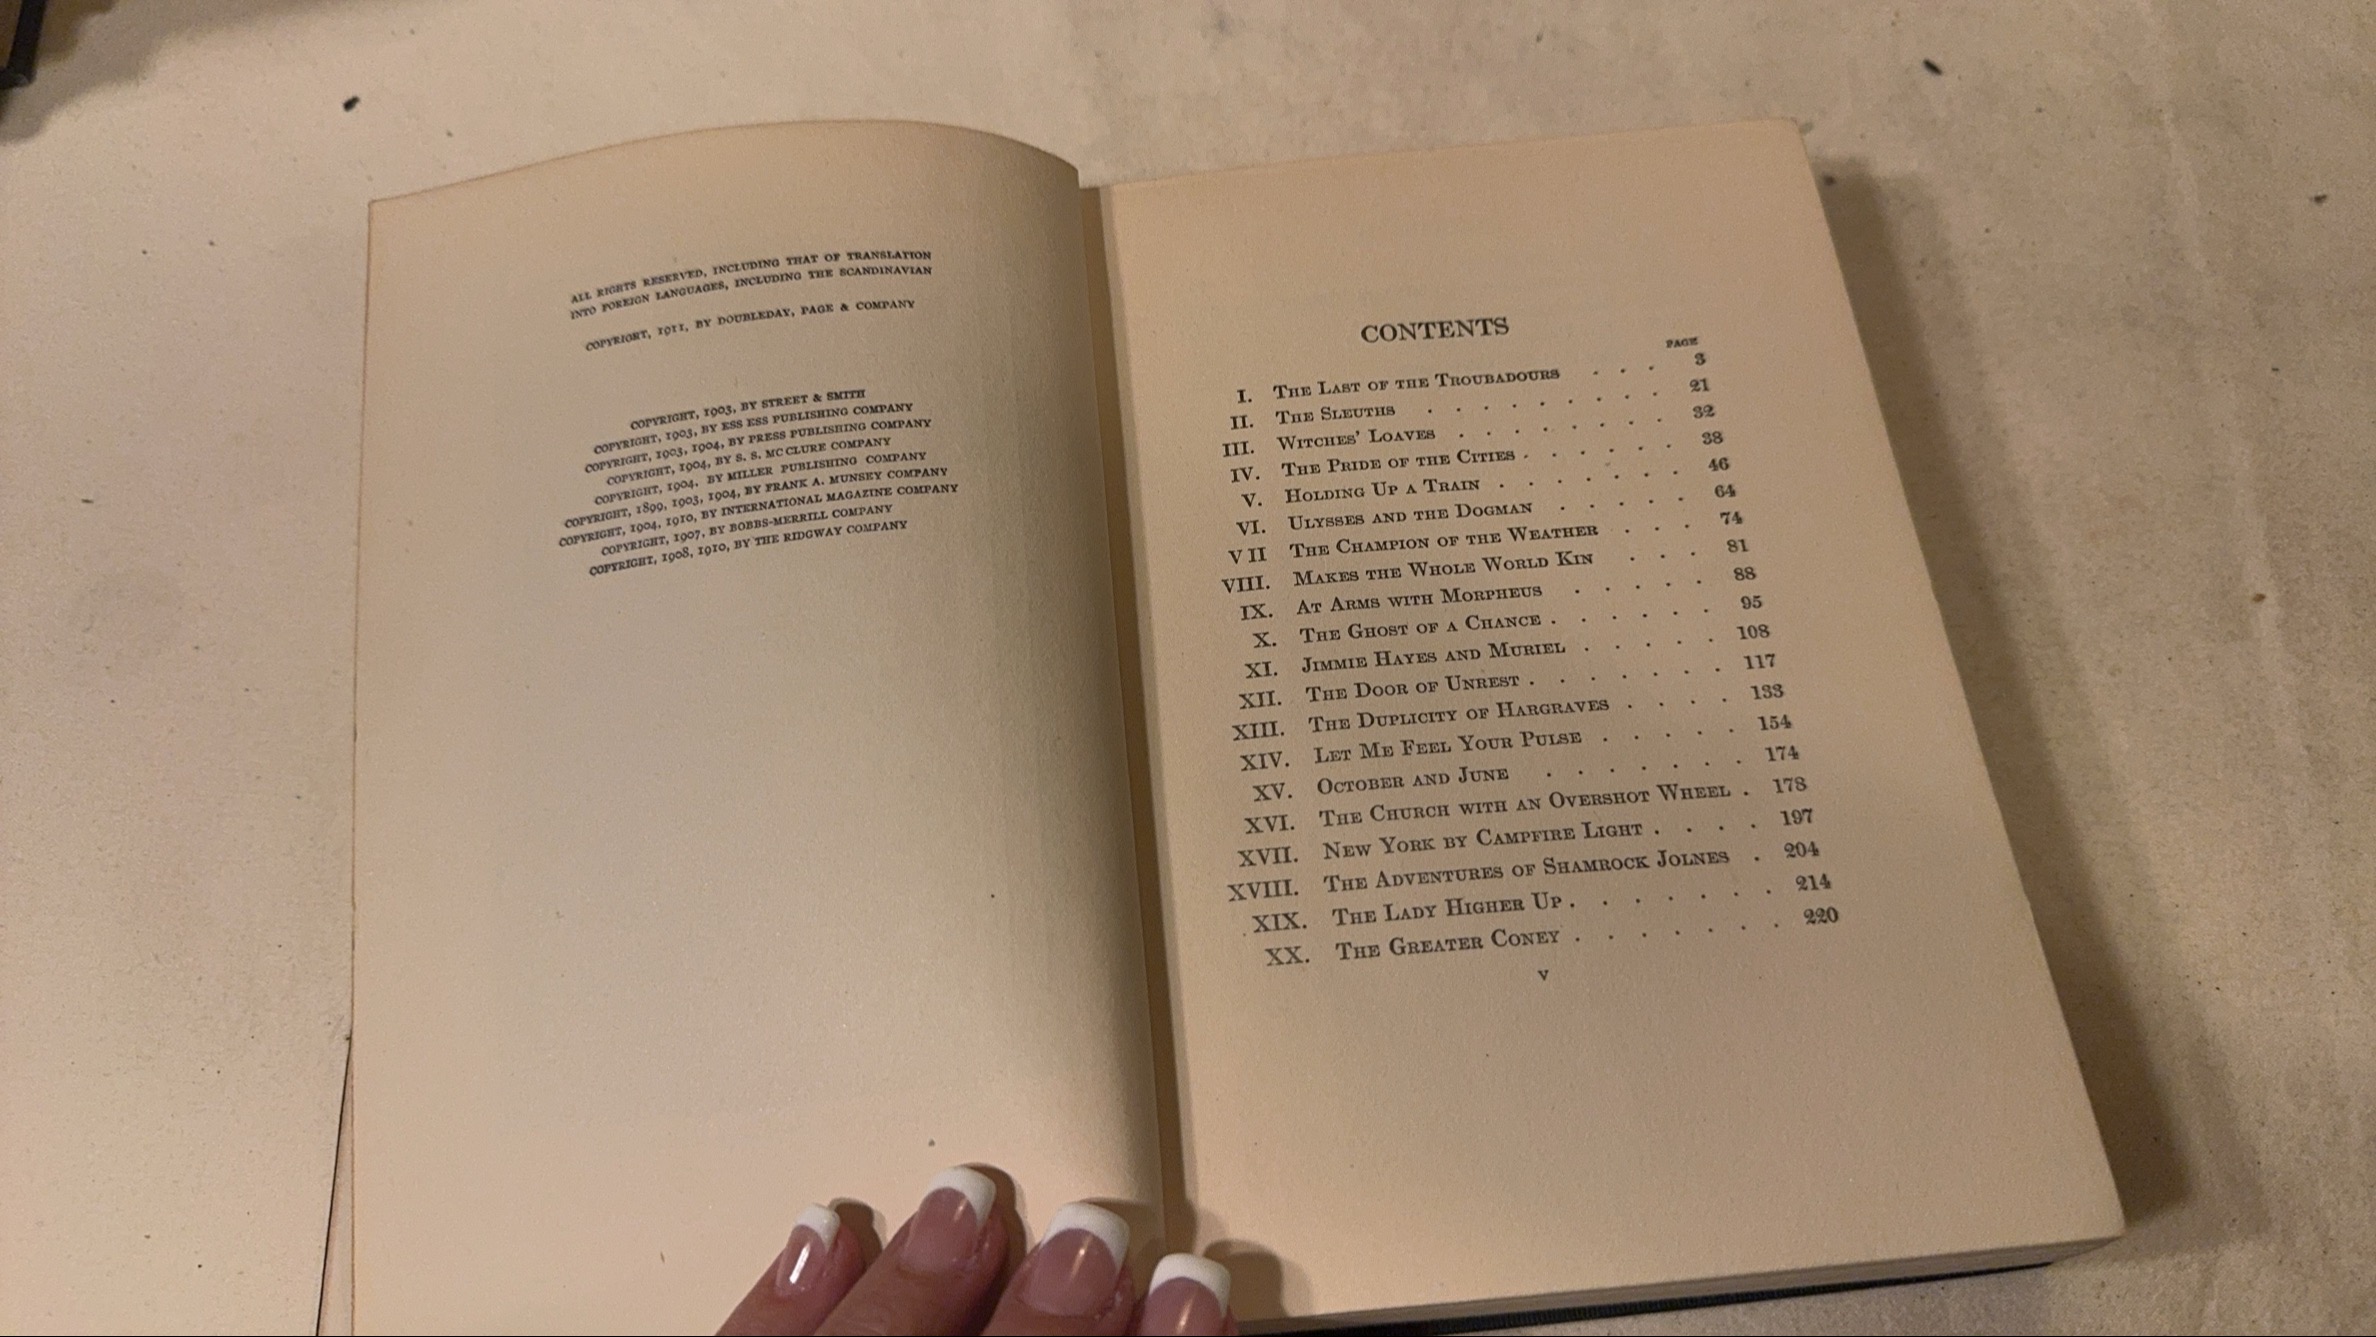 ALL RIGHTS RESERVED, INCLUDING THAT OF TRANSLATION
INTO FOREIGN LANGUAGES, INCLUDING THE SCANDINAVIAN
COPYRIGHT, 1911, BY DOUBLEDAY, PAGE & COMPANY
COPYRIGHT, 1903, BY STREET & SMITH
COPYRIGHT, 1903, BY ESS ESS PUBLISHING COMPANY
COPYRIGHT, 1903, 1904, BY PRESS PUBLISHING COMPANY
COPYRIGHT, 1904, BY S. S. MC CLURE COMPANY
COPYRIGHT, 1904, BY MILLER PUBLISHING COMPANY
COPYRIGHT, 1899, 1903, 1904, BY FRANK A. MUNSEY COMPANY
COPYRIGHT, 1904, 1910, BY INTERNATIONAL MAGAZINE COMPANY
COPYRIGHT, 1907, BY BOBBS-MERRILL COMPANY
COPYRIGHT, 1908, 1910, BY THE RIDGWAY COMPANY
CONTENTS
PAGE
I. THE LAST OF THE TROUBADOURS . . . 3
II. THE SLEUTHS . . . . . . . . . 21
III. WITCHES' LOAVES . . . . . . . . 32
IV. THE PRIDE OF THE CITIES . . . . . . 38
V. HOLDING UP A TRAIN . . . . . . . 46
VI. ULYSSES AND THE DOGMAN . . . . . 64
VII THE CHAMPION OF THE WEATHER . . . 74
VIII. MAKES THE WHOLE WORLD KIN . . . 81
IX. AT ARMS WITH MORPHEUS . . . . . 88
X. THE GHOST OF A CHANCE . . . . . . 95
XI. JIMMIE HAYES AND MURIEL . . . . . 108
XII. THE DOOR OF UNREST . . . . . . . 117
XIII. THE DUPLICITY OF HARGRAVES . . . . 133
XIV. LET ME FEEL YOUR PULSE . . . . . 154
XV. OCTOBER AND JUNE . . . . . . . 174
XVI. THE CHURCH WITH AN OVERSHOT WHEEL . 178
XVII. NEW YORK BY CAMPFIRE LIGHT . . . . 197
XVIII. THE ADVENTURES OF SHAMROCK JOLNES . 204
XIX. THE LADY HIGHER UP . . . . . . . 214
XX. THE GREATER CONEY . . . . . . . 220
v